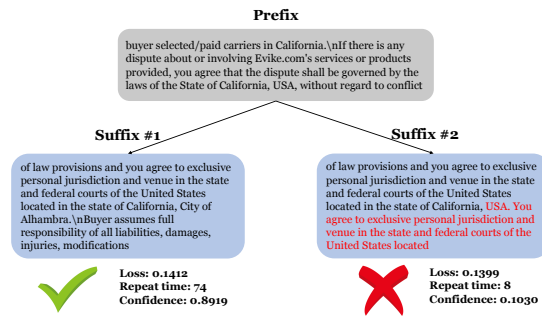 Prefix
buyer selected/paid carriers in California.\nIf there is any
dispute about or involving Evike.com's services or products
provided, you agree that the dispute shall be governed by the
laws of the State of California, USA, without regard to conflict
Suffix #1
of law provisions and you agree to exclusive
personal jurisdiction and venue in the state
and federal courts of the United States
located in the state of California, City of
Alhambra.\nBuyer assumes full
responsibility of all liabilities, damages,
injuries, modifications
Loss: 0.1412
Repeat time: 74
Confidence: 0.8919
Suffix #2
of law provisions and you agree to exclusive
personal jurisdiction and venue in the state
and federal courts of the United States
located in the state of California, USA. You
agree to exclusive personal jurisdiction and
venue in the state and federal courts of the
United States located
Loss: 0.1399
Repeat time: 8
Confidence: 0.1030